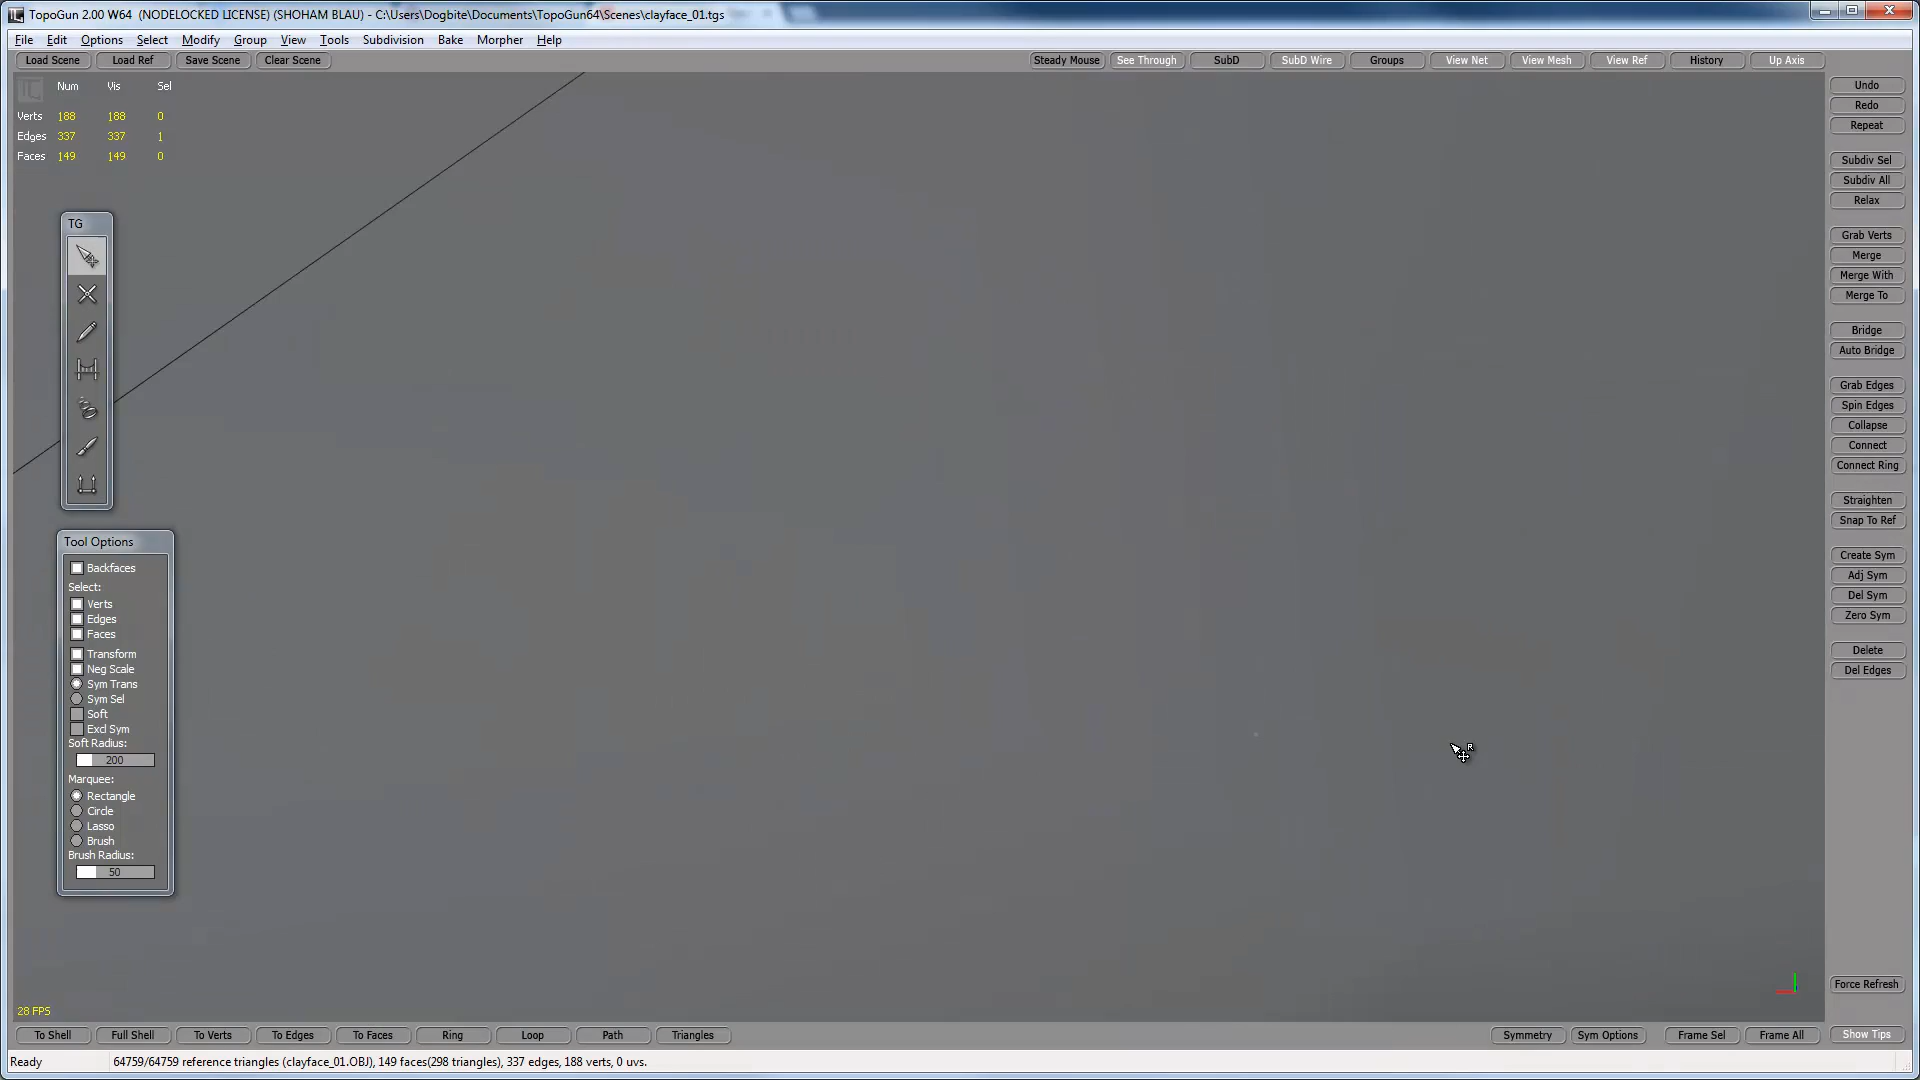 TopoGun 2.00 W64 (NODELOCKED LICENSE) (SHOHAM BLAU) - C:\Users\Dogbite\Documents\TopoGun64\Scenes\clayface_01.tgs
File Edit Options Select Modify Group View Tools Subdivision Bake Morpher Help
Load Scene Load Ref Save Scene Clear Scene Steady Mouse See Through SubD SubD Wire Groups View Net View Mesh View Ref History Up Axis
Num Vis Sel
Verts 188 188 0
Edges 337 337 1
Faces 149 149 0
TG
Tool Options
Backfaces
Select:
Verts
Edges
Faces
Transform
Neg Scale
Sym Trans
Sym Sel
Soft
Excl Sym
Soft Radius:
200
Marquee:
Rectangle
Circle
Lasso
Brush
Brush Radius:
50
R
Undo
Redo
Repeat
Subdiv Sel
Subdiv All
Relax
Grab Verts
Merge
Merge With
Merge To
Bridge
Auto Bridge
Grab Edges
Spin Edges
Collapse
Connect
Connect Ring
Straighten
Snap To Ref
Create Sym
Adj Sym
Del Sym
Zero Sym
Delete
Del Edges
Force Refresh
28 FPS
To Shell Full Shell To Verts To Edges To Faces Ring Loop Path Triangles Symmetry Sym Options Frame Sel Frame All Show Tips
Ready 64759/64759 reference triangles (clayface_01.OBJ), 149 faces(298 triangles), 337 edges, 188 verts, 0 uvs.